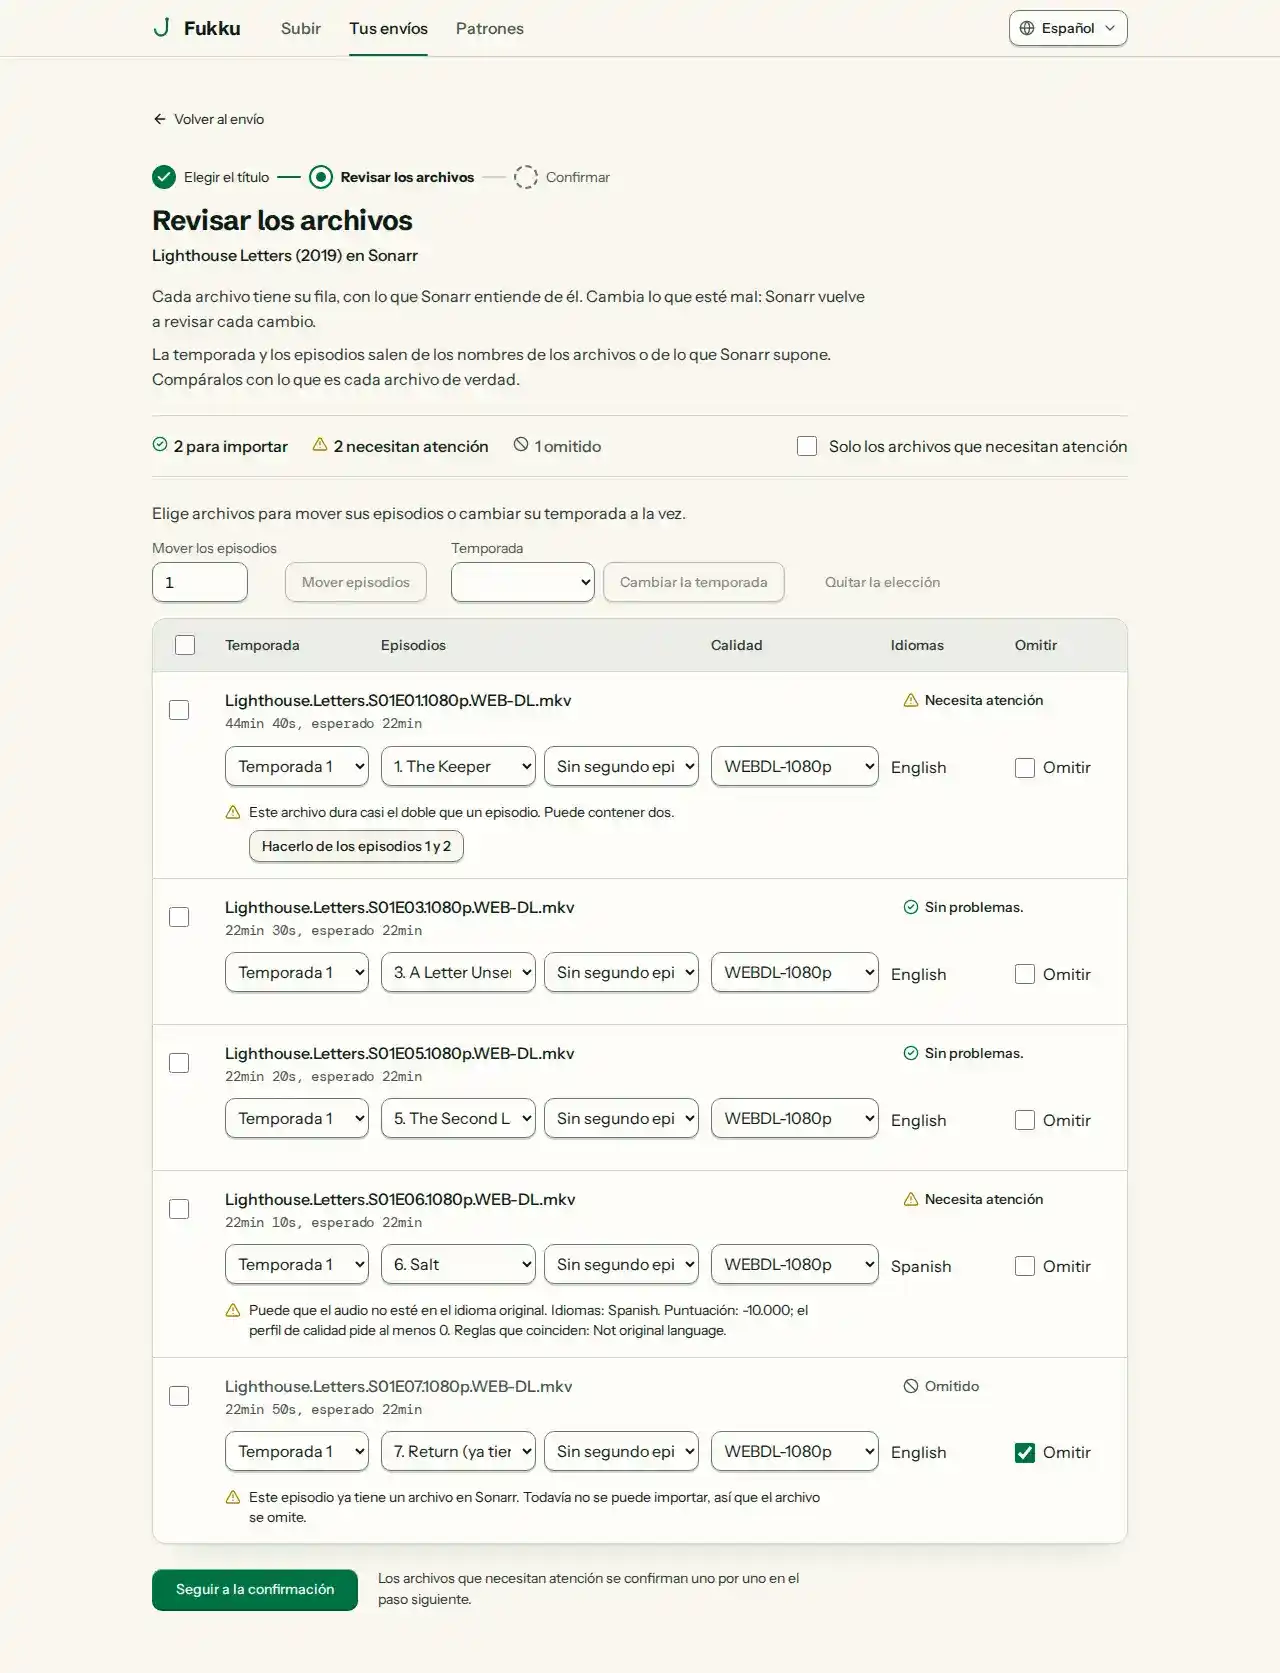 Fukku
Subir
Tus envíos
Patrones
Español
Volver al envío
Elegir el título
Revisar los archivos
Confirmar
Revisar los archivos
Lighthouse Letters (2019) en Sonarr
Cada archivo tiene su fila, con lo que Sonarr entiende de él. Cambia lo que esté mal: Sonarr vuelve
a revisar cada cambio.
La temporada y los episodios salen de los nombres de los archivos o de lo que Sonarr supone.
Compáralos con lo que es cada archivo de verdad.
2 para importar
2 necesitan atención
1 omitido
Solo los archivos que necesitan atención
Elige archivos para mover sus episodios o cambiar su temporada a la vez.
Mover los episodios
Temporada
1
Mover episodios
Cambiar la temporada
Quitar la elección
Temporada
Episodios
Calidad
Idiomas
Omitir
Lighthouse.Letters.S01E01.1080p.WEB-DL.mkv
Necesita atención
44min 40s, esperado 22min
Temporada 1
1. The Keeper
Sin segundo epi
WEBDL-1080p
English
Omitir
Este archivo dura casi el doble que un episodio. Puede contener dos.
Hacerlo de los episodios 1 y 2
Lighthouse.Letters.S01E03.1080p.WEB-DL.mkv
Sin problemas.
22min 30s, esperado 22min
Temporada 1
3. A Letter Unser
Sin segundo epi
WEBDL-1080p
English
Omitir
Lighthouse.Letters.S01E05.1080p.WEB-DL.mkv
Sin problemas.
22min 20s, esperado 22min
Temporada 1
5. The Second L
Sin segundo epi
WEBDL-1080p
English
Omitir
Lighthouse.Letters.S01E06.1080p.WEB-DL.mkv
Necesita atención
22min 10s, esperado 22min
Temporada 1
6. Salt
Sin segundo epi
WEBDL-1080p
Spanish
Omitir
Puede que el audio no esté en el idioma original. Idiomas: Spanish. Puntuación: -10.000; el
perfil de calidad pide al menos 0. Reglas que coinciden: Not original language.
Lighthouse.Letters.S01E07.1080p.WEB-DL.mkv
Omitido
22min 50s, esperado 22min
Temporada 1
7. Return (ya tier
Sin segundo epi
WEBDL-1080p
English
Omitir
Este episodio ya tiene un archivo en Sonarr. Todavía no se puede importar, así que el archivo
se omite.
Seguir a la confirmación
Los archivos que necesitan atención se confirman uno por uno en el
paso siguiente.